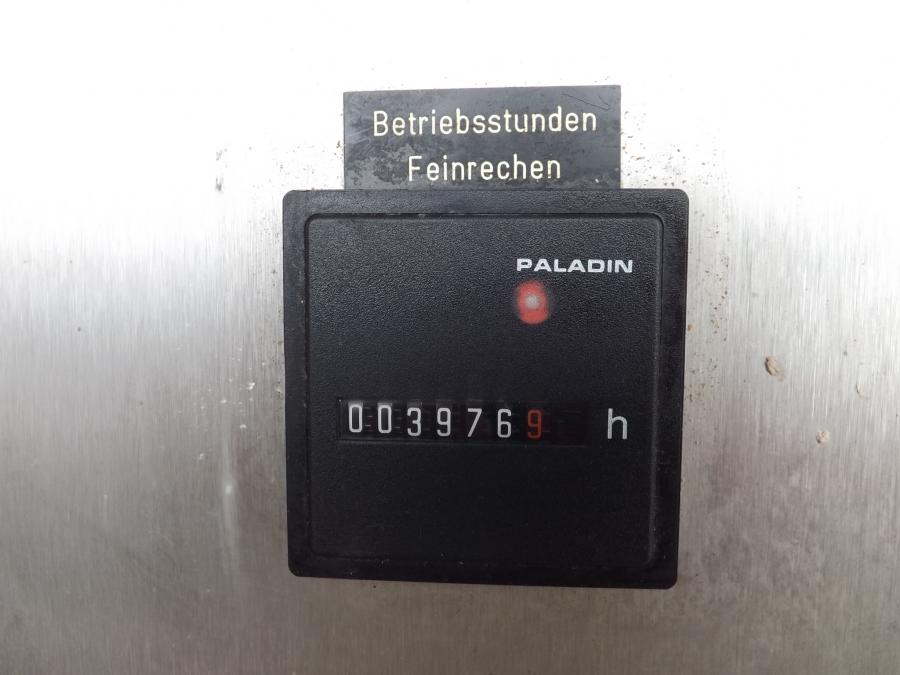 Betriebsstunden
Feinrechen
PALADIN
0039769 h